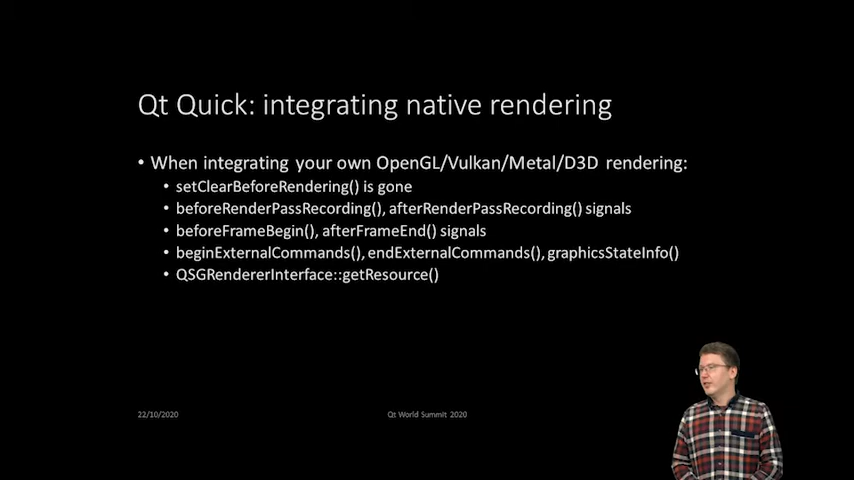 Qt Quick: integrating native rendering
• When integrating your own OpenGL/Vulkan/Metal/D3D rendering:
• setClearBeforeRendering() is gone
• beforeRenderPassRecording(), afterRenderPassRecording() signals
• beforeFrameBegin(), afterFrameEnd() signals
• beginExternalCommands(), endExternalCommands(), graphicsStateInfo()
• QSGRendererInterface::getResource()
22/10/2020
Qt World Summit 2020